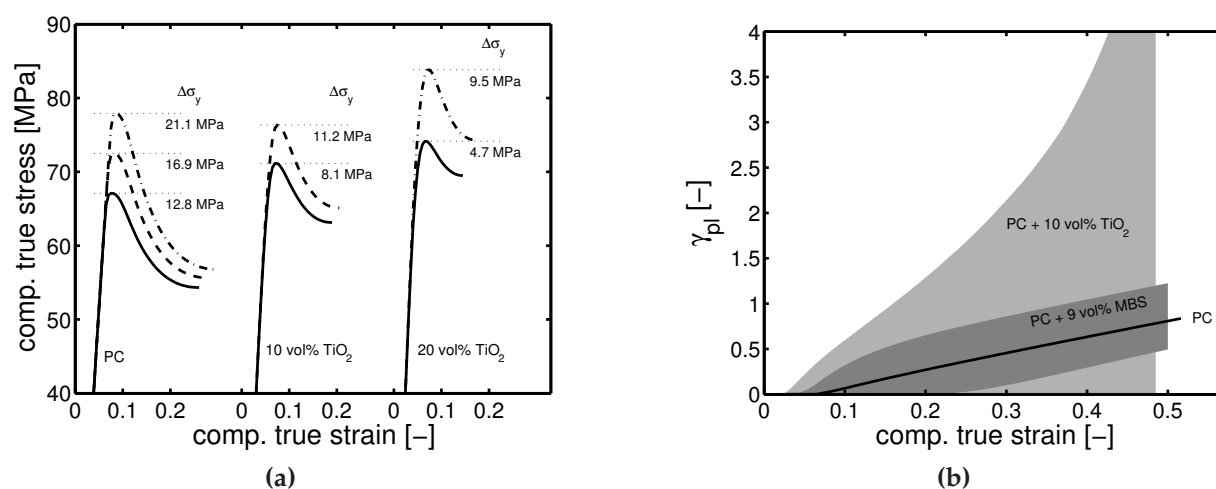 90
80
70
60
50
40
comp. true stress [MPa]
Δσy
21.1 MPa
16.9 MPa
12.8 MPa
PC
Δσy
11.2 MPa
8.1 MPa
10 vol% TiO2
Δσy
9.5 MPa
4.7 MPa
20 vol% TiO2
0 0.1 0.2 0 0.1 0.2 0 0.1 0.2
comp. true strain [−]
(a)
4
3.5
3
2.5
2
1.5
1
0.5
0
γpl [−]
PC + 10 vol% TiO2
PC + 9 vol% MBS
PC
0 0.1 0.2 0.3 0.4 0.5
comp. true strain [−]
(b)